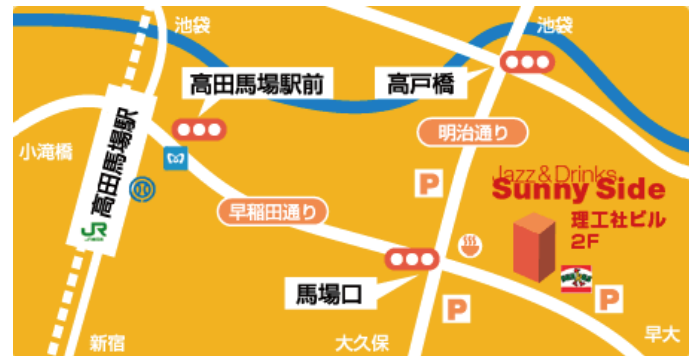 池袋
池袋
高田馬場駅前
高戸橋
小滝橋
高田馬場駅
明治通り
P
Jazz&Drinks
Sunny Side
理工社ビル
2F
早稲田通り
JR
馬場口
P
P
新宿
大久保
早大